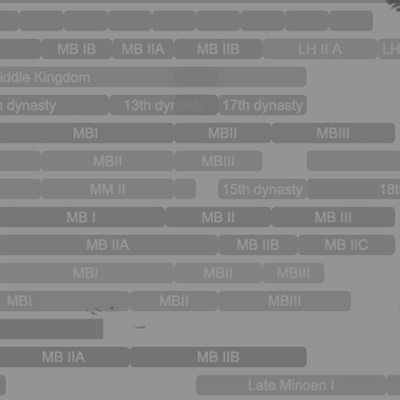 MB IB MB IIA MB IIB LH II A LH
iddle Kingdom
dynasty 13th dynasty 17th dynasty
MBI MBII MBIII
MBII MBIII
MM II 15th dynasty 18t
MB I MB II MB III
MB IIA MB IIB MB IIC
MBI MBII MBIII
MBI MBII MBIII
MB IIA MB IIB
Late Minoan I